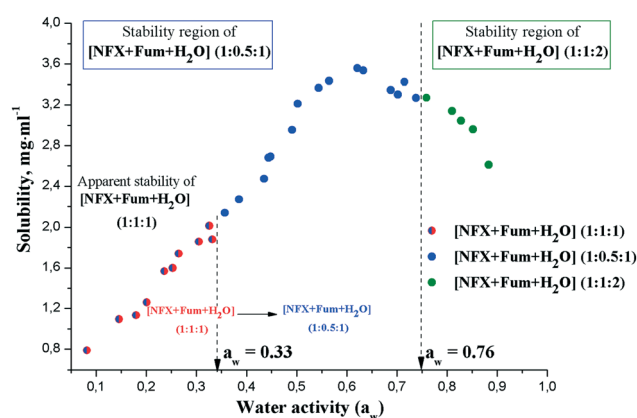 Stability region of
[NFX+Fum+H₂O] (1:0.5:1)
Stability region of
[NFX+Fum+H₂O] (1:1:2)
Apparent stability of
[NFX+Fum+H₂O]
(1:1:1)
[NFX+Fum+H₂O] (1:1:1)
[NFX+Fum+H₂O] (1:0.5:1)
[NFX+Fum+H₂O] (1:1:2)
[NFX+Fum+H₂O]
(1:1:1)
[NFX+Fum+H₂O]
(1:0.5:1)
a_w = 0.33
a_w = 0.76
Solubility, mg·ml⁻¹
4,0
3,6
3,2
2,8
2,4
2,0
1,6
1,2
0,8
0,1 0,2 0,3 0,4 0,5 0,6 0,7 0,8 0,9 1,0
Water activity (a_w)